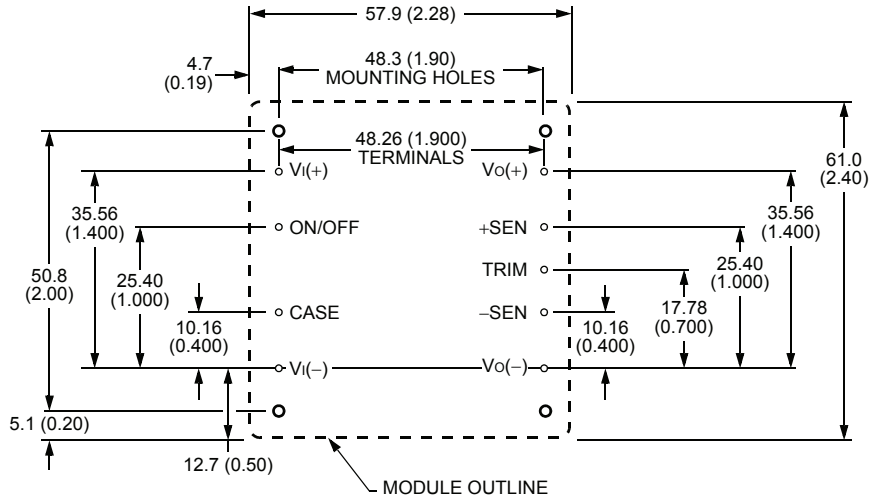 57.9 (2.28)
4.7
(0.19)
48.3 (1.90)
MOUNTING HOLES
48.26 (1.900)
TERMINALS
VI(+)
VO(+)
61.0
(2.40)
35.56
(1.400)
35.56
(1.400)
ON/OFF
+SEN
50.8
(2.00)
25.40
(1.000)
TRIM
25.40
(1.000)
10.16
(0.400)
CASE
–SEN
10.16
(0.400)
17.78
(0.700)
VI(–)
VO(–)
5.1 (0.20)
12.7 (0.50)
MODULE OUTLINE